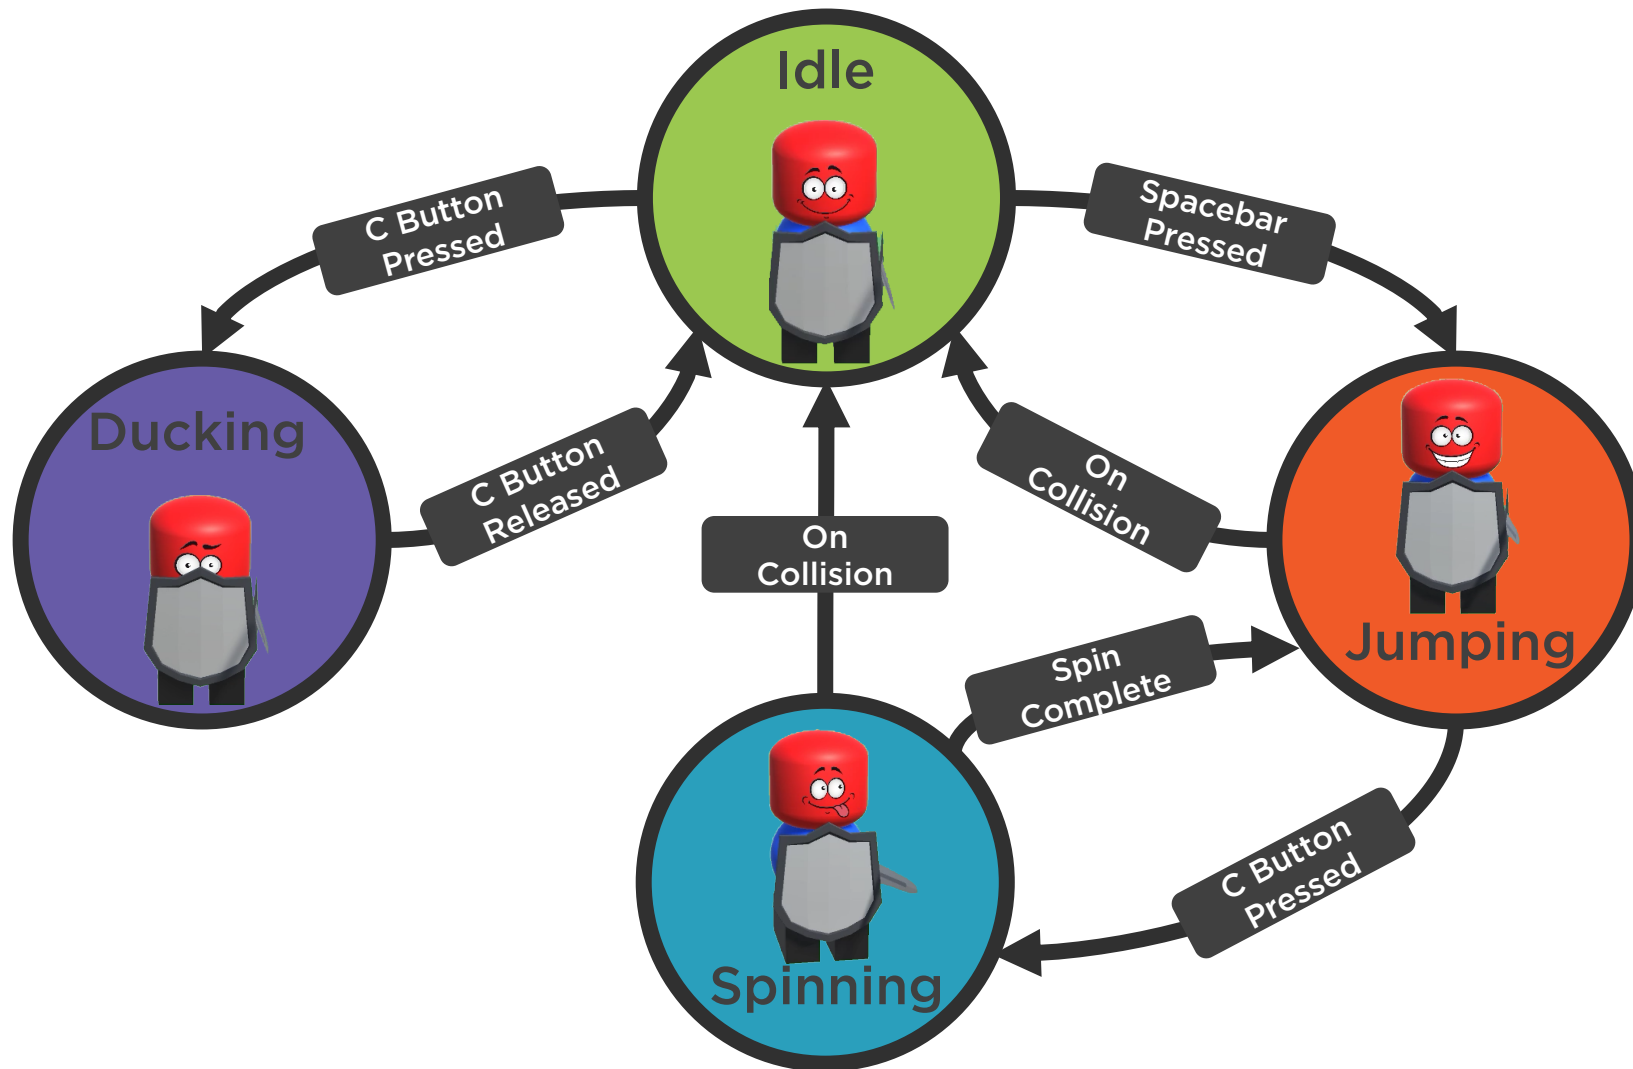 Idle
C Button
Pressed
Spacebar
Pressed
Ducking
C Button
Released
On
Collision
On
Collision
Jumping
Spin
Complete
C Button
Pressed
Spinning